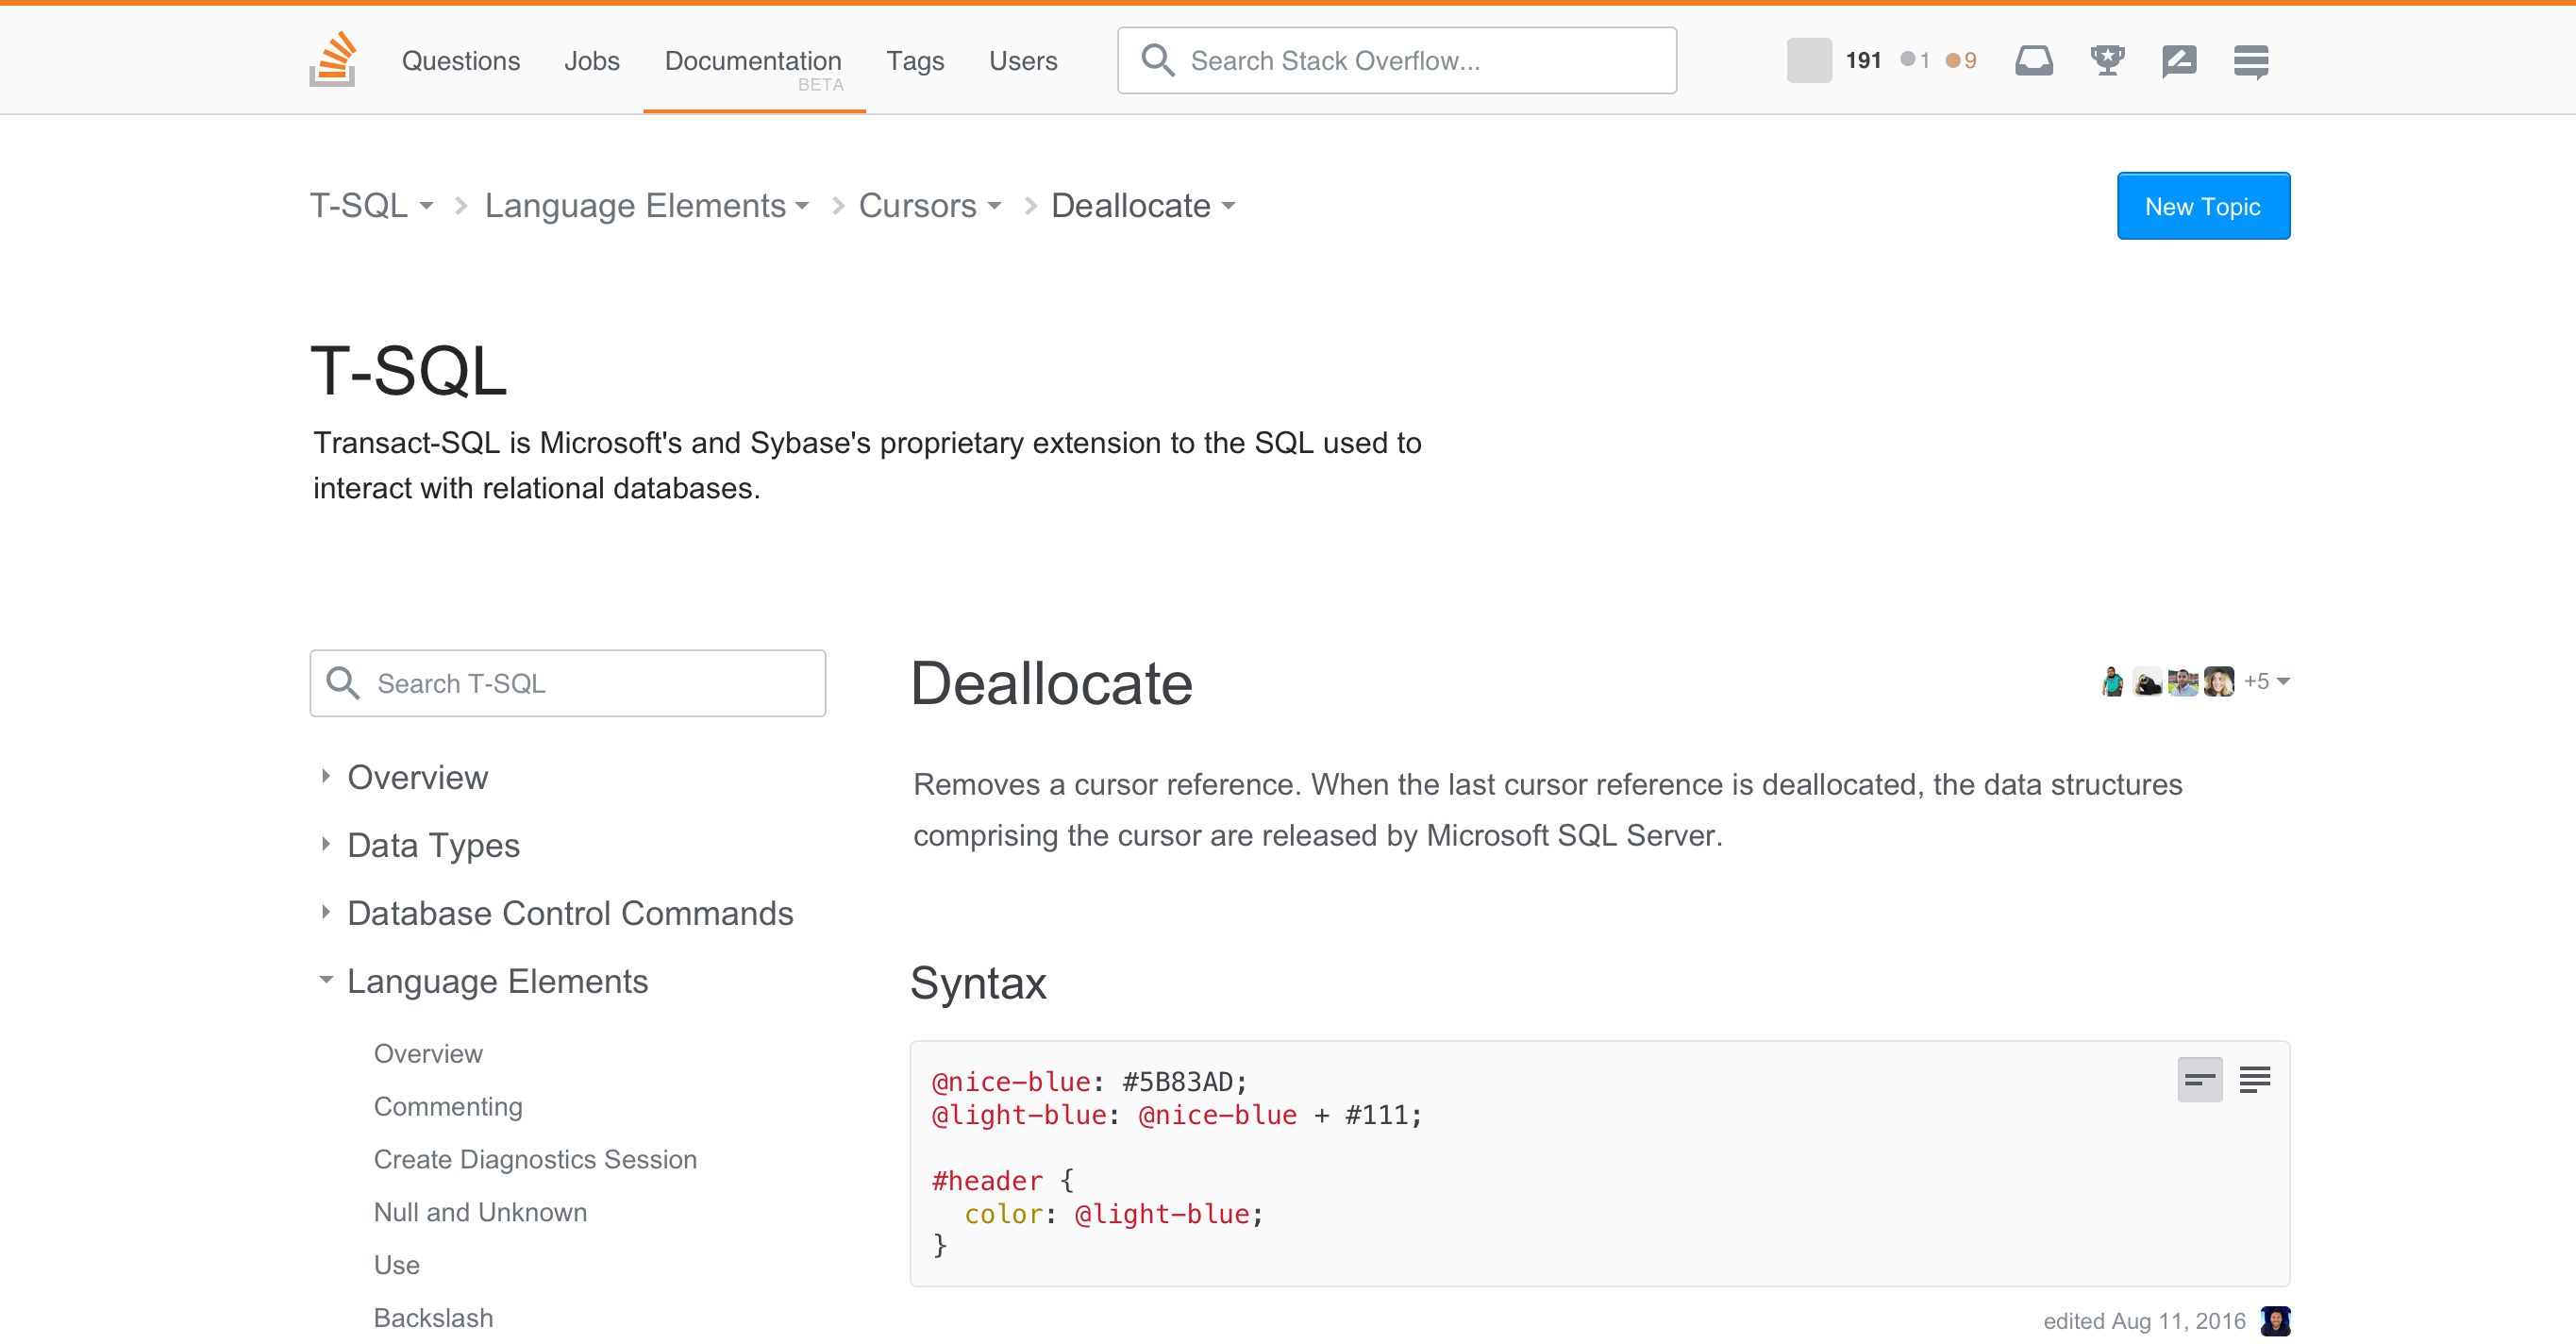 Questions Jobs Documentation Tags Users Search Stack Overflow... 191 1 9
BETA
T-SQL Language Elements Cursors Deallocate New Topic
T-SQL
Transact-SQL is Microsoft's and Sybase's proprietary extension to the SQL used to
interact with relational databases.
Search T-SQL
Overview
Data Types
Database Control Commands
Language Elements
Overview
Commenting
Create Diagnostics Session
Null and Unknown
Use
Backslash
Deallocate +5
Removes a cursor reference. When the last cursor reference is deallocated, the data structures
comprising the cursor are released by Microsoft SQL Server.
Syntax
@nice-blue: #5B83AD;
@light-blue: @nice-blue + #111;
#header {
  color: @light-blue;
}
edited Aug 11, 2016